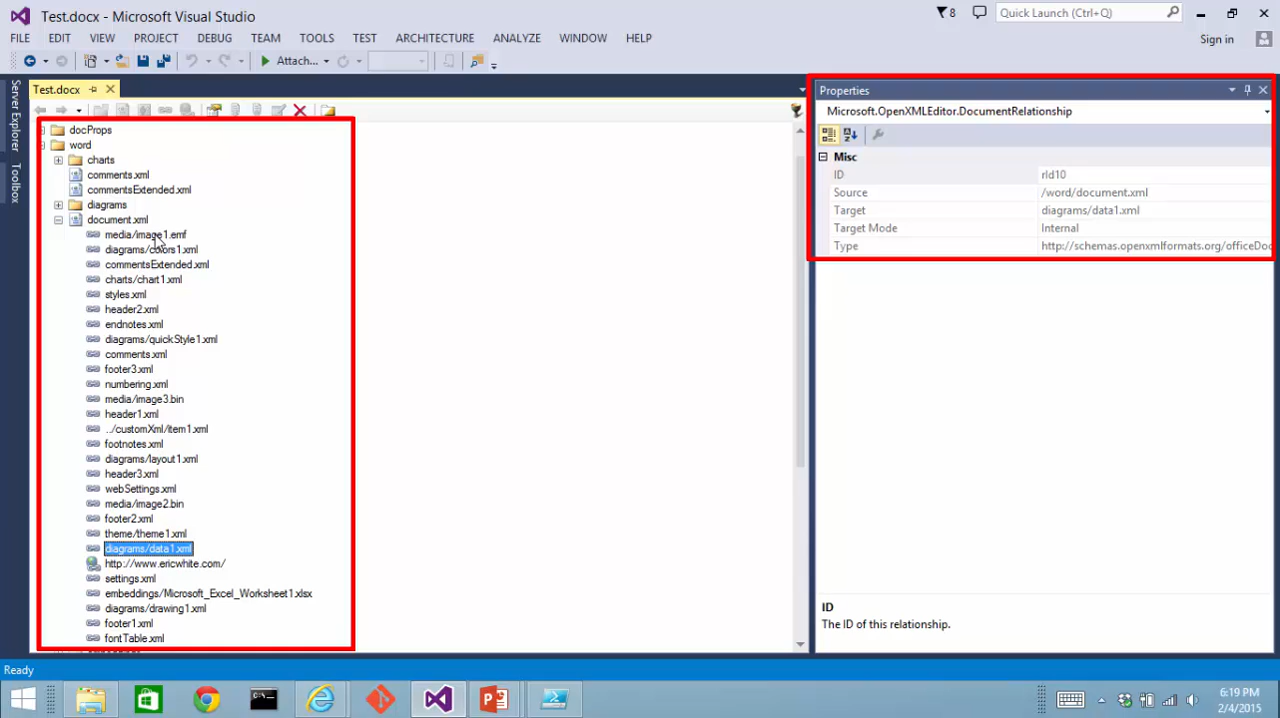 Test.docx - Microsoft Visual Studio
8
Quick Launch (Ctrl+Q)
FILE EDIT VIEW PROJECT DEBUG TEAM TOOLS TEST ARCHITECTURE ANALYZE WINDOW HELP
Sign in
Attach...
Server Explorer
Toolbox
Test.docx
docProps
word
charts
comments.xml
commentsExtended.xml
diagrams
document.xml
media/image1.emf
diagrams/colors1.xml
commentsExtended.xml
charts/chart1.xml
styles.xml
header2.xml
endnotes.xml
diagrams/quickStyle1.xml
comments.xml
footer3.xml
numbering.xml
media/image3.bin
header1.xml
../customXml/item1.xml
footnotes.xml
diagrams/layout1.xml
header3.xml
webSettings.xml
media/image2.bin
footer2.xml
theme/theme1.xml
diagrams/data1.xml
http://www.ericwhite.com/
settings.xml
embeddings/Microsoft_Excel_Worksheet1.xlsx
diagrams/drawing1.xml
footer1.xml
fontTable.xml
Properties
Microsoft.OpenXMLEditor.DocumentRelationship
Misc
ID rId10
Source /word/document.xml
Target diagrams/data1.xml
Target Mode Internal
Type http://schemas.openxmlformats.org/officeDoc
ID
The ID of this relationship.
Ready
6:19 PM
2/4/2015